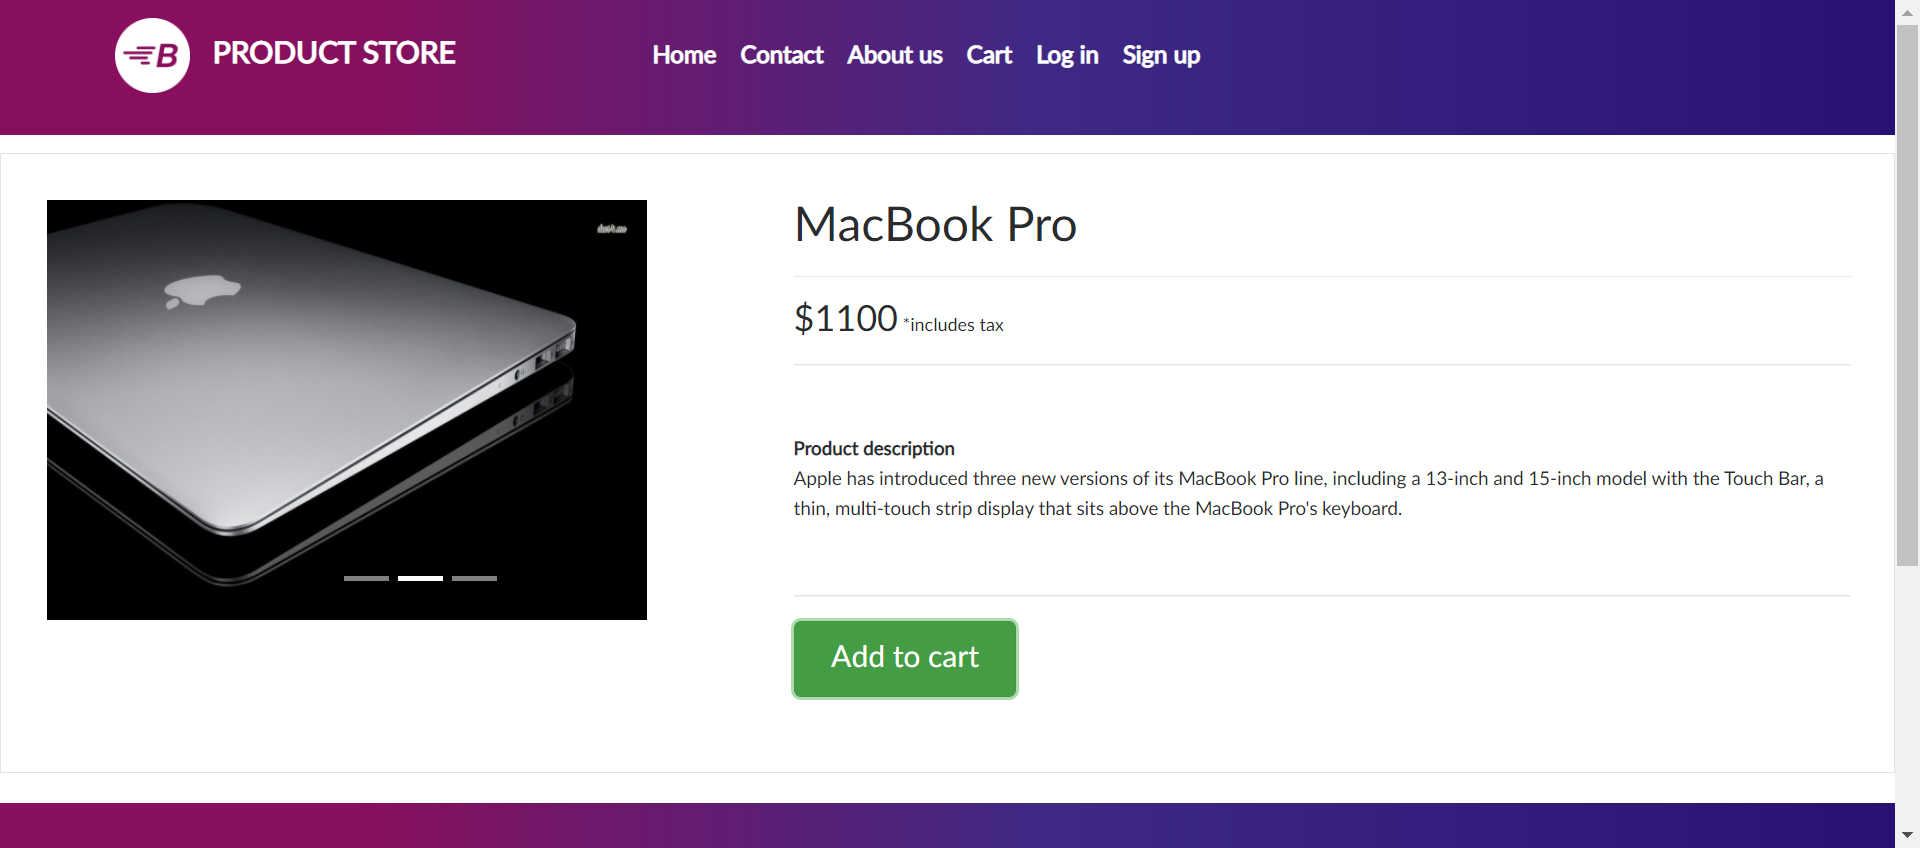 B PRODUCT STORE
Home Contact About us Cart Log in Sign up
MacBook Pro
$1100 *includes tax
Product description
Apple has introduced three new versions of its MacBook Pro line, including a 13-inch and 15-inch model with the Touch Bar, a
thin, multi-touch strip display that sits above the MacBook Pro's keyboard.
Add to cart